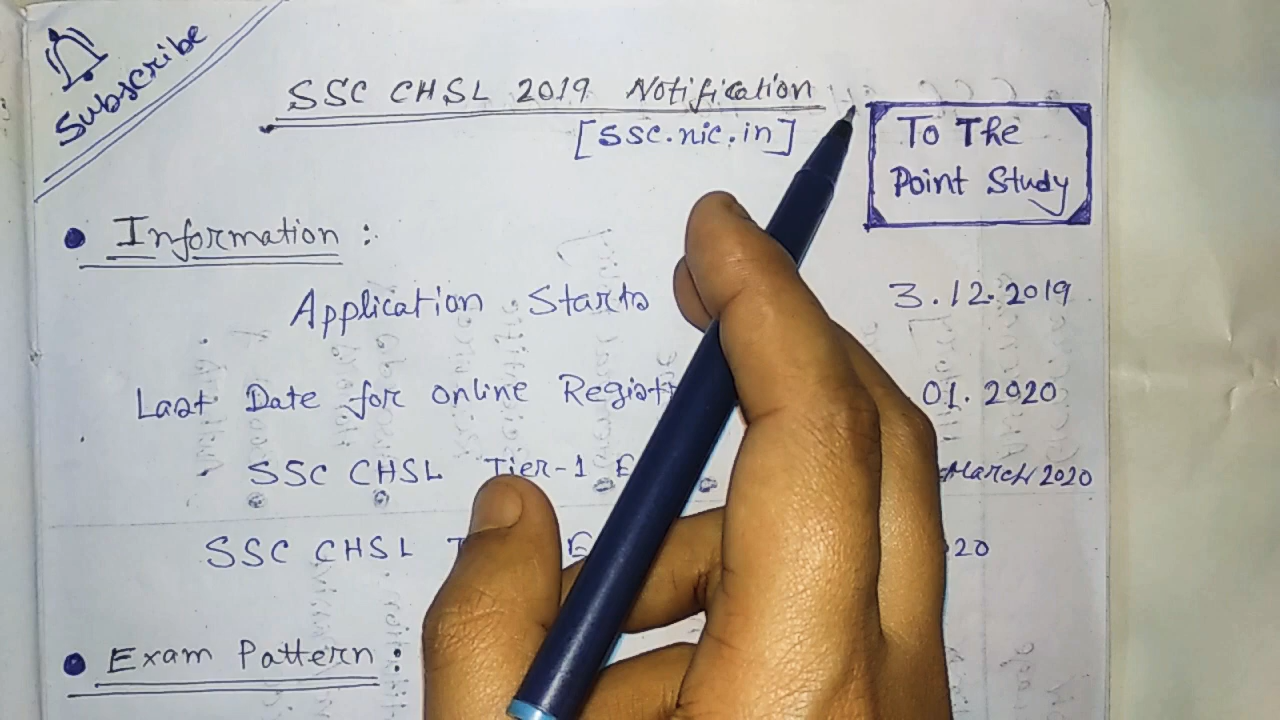 Subscribe
SSC CHSL 2019 Notification
[ssc.nic.in]
To The
Point Study
Information :
Application Starts 3.12.2019
Last Date for online 01.2020
SSC CHSL Tier-1 March 2020
SSC CHSL
Exam Pattern :